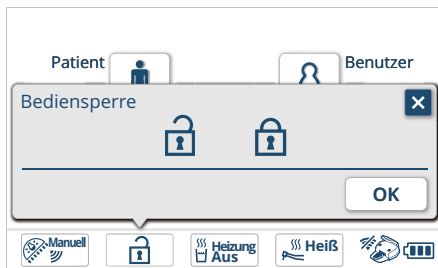 Patient Benutzer
Bediensperre
OK
Manuell
Heizung
Aus
Heiß